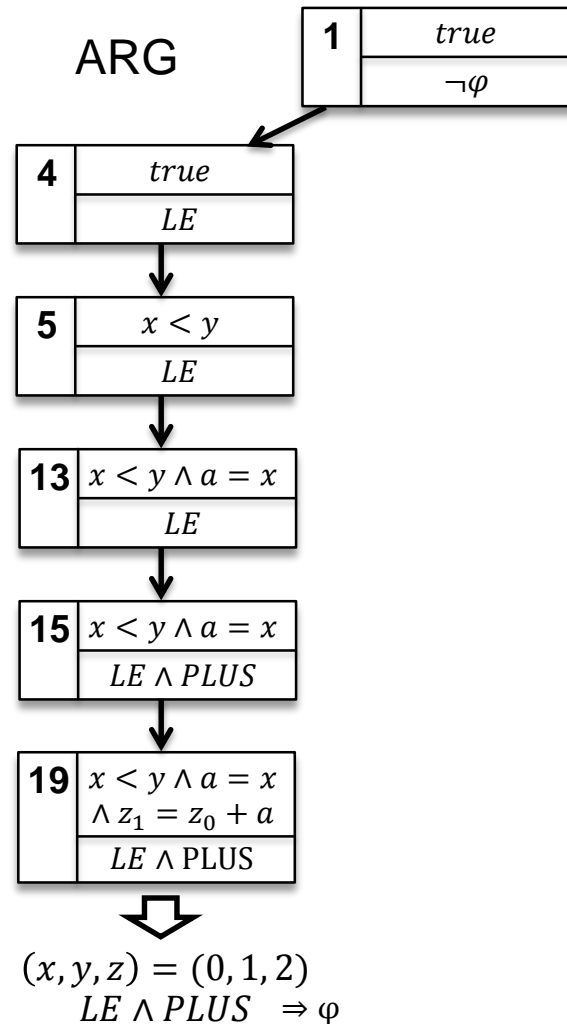 ARG
1 true
¬φ
4 true
LE
5 x < y
LE
13 x < y ∧ a = x
LE
15 x < y ∧ a = x
LE ∧ PLUS
19 x < y ∧ a = x
∧ z₁ = z₀ + a
LE ∧ PLUS
(x, y, z) = (0, 1, 2)
LE ∧ PLUS ⇒ φ